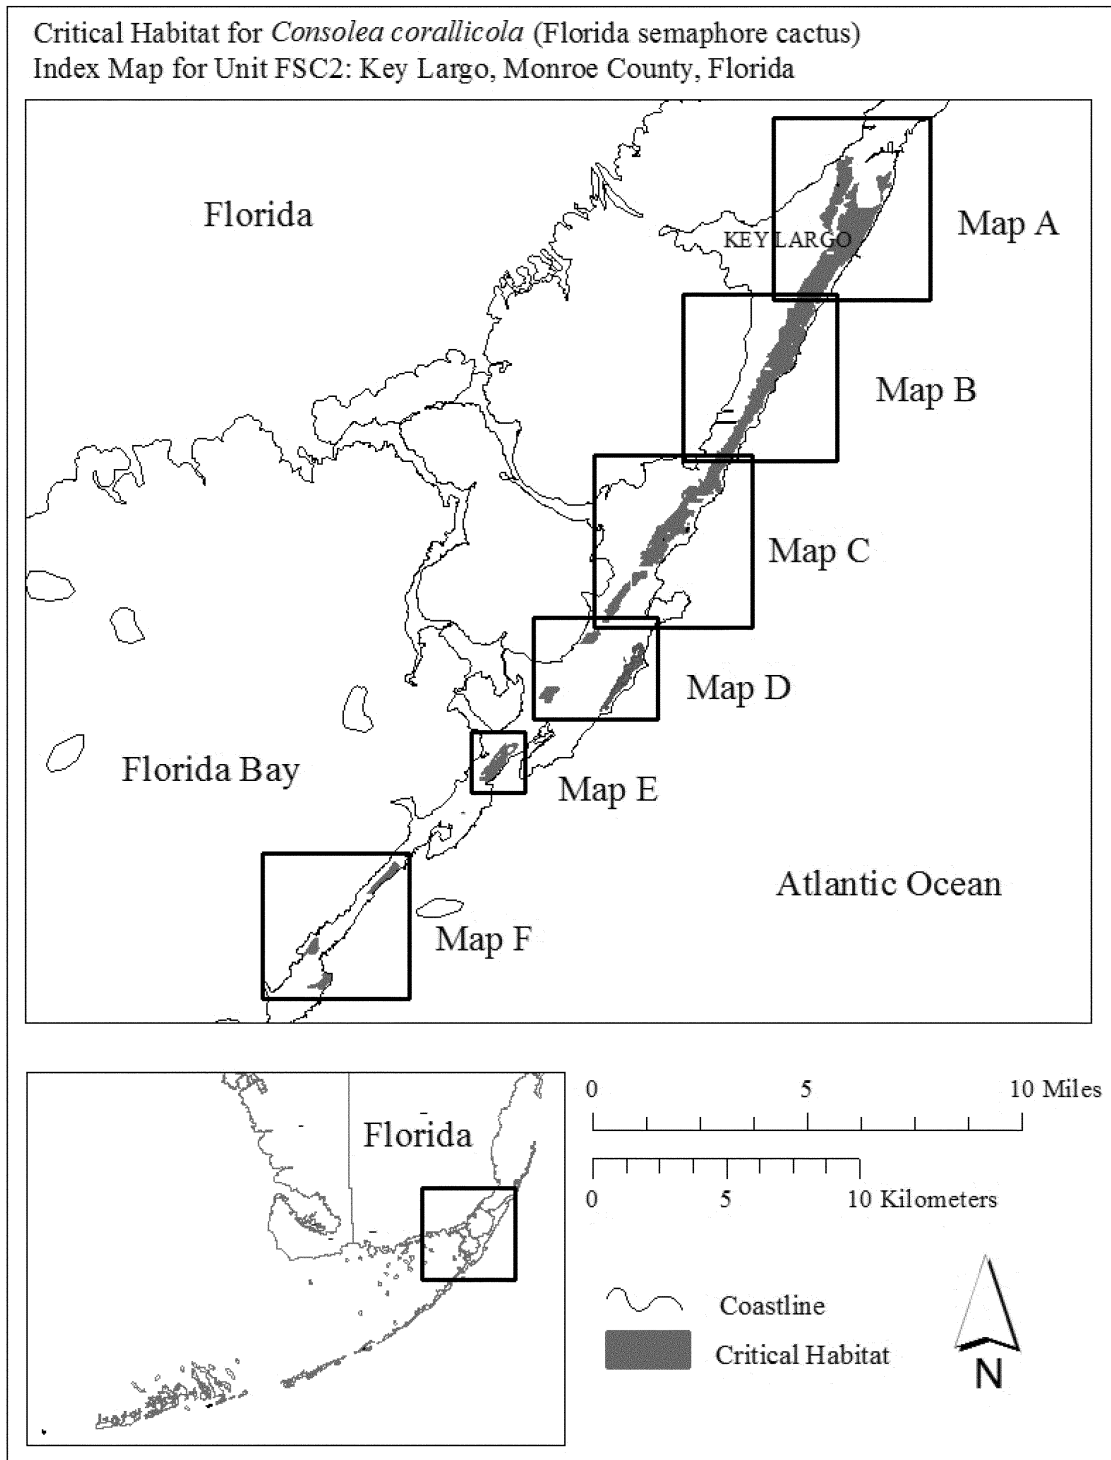 Critical Habitat for Consolea corallicola (Florida semaphore cactus)
Index Map for Unit FSC2: Key Largo, Monroe County, Florida
Florida
KEY LARGO
Map A
Map B
Map C
Map D
Florida Bay
Map E
Atlantic Ocean
Map F
Florida
0 5 10 Miles
0 5 10 Kilometers
Coastline
Critical Habitat
N